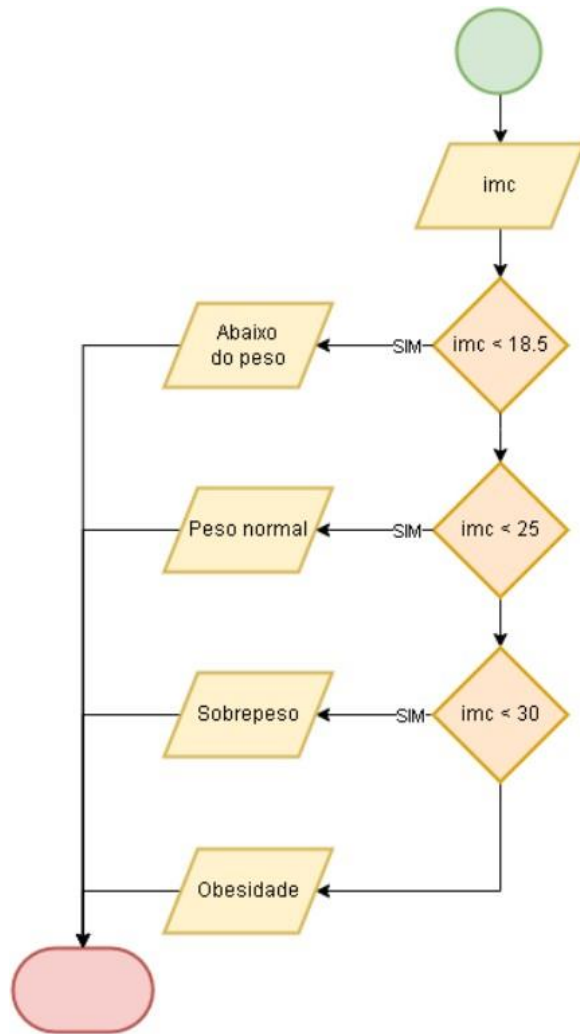 imc
Abaixo
do peso
SIM
imc < 18.5
Peso normal
SIM
imc < 25
Sobrepeso
SIM
imc < 30
Obesidade